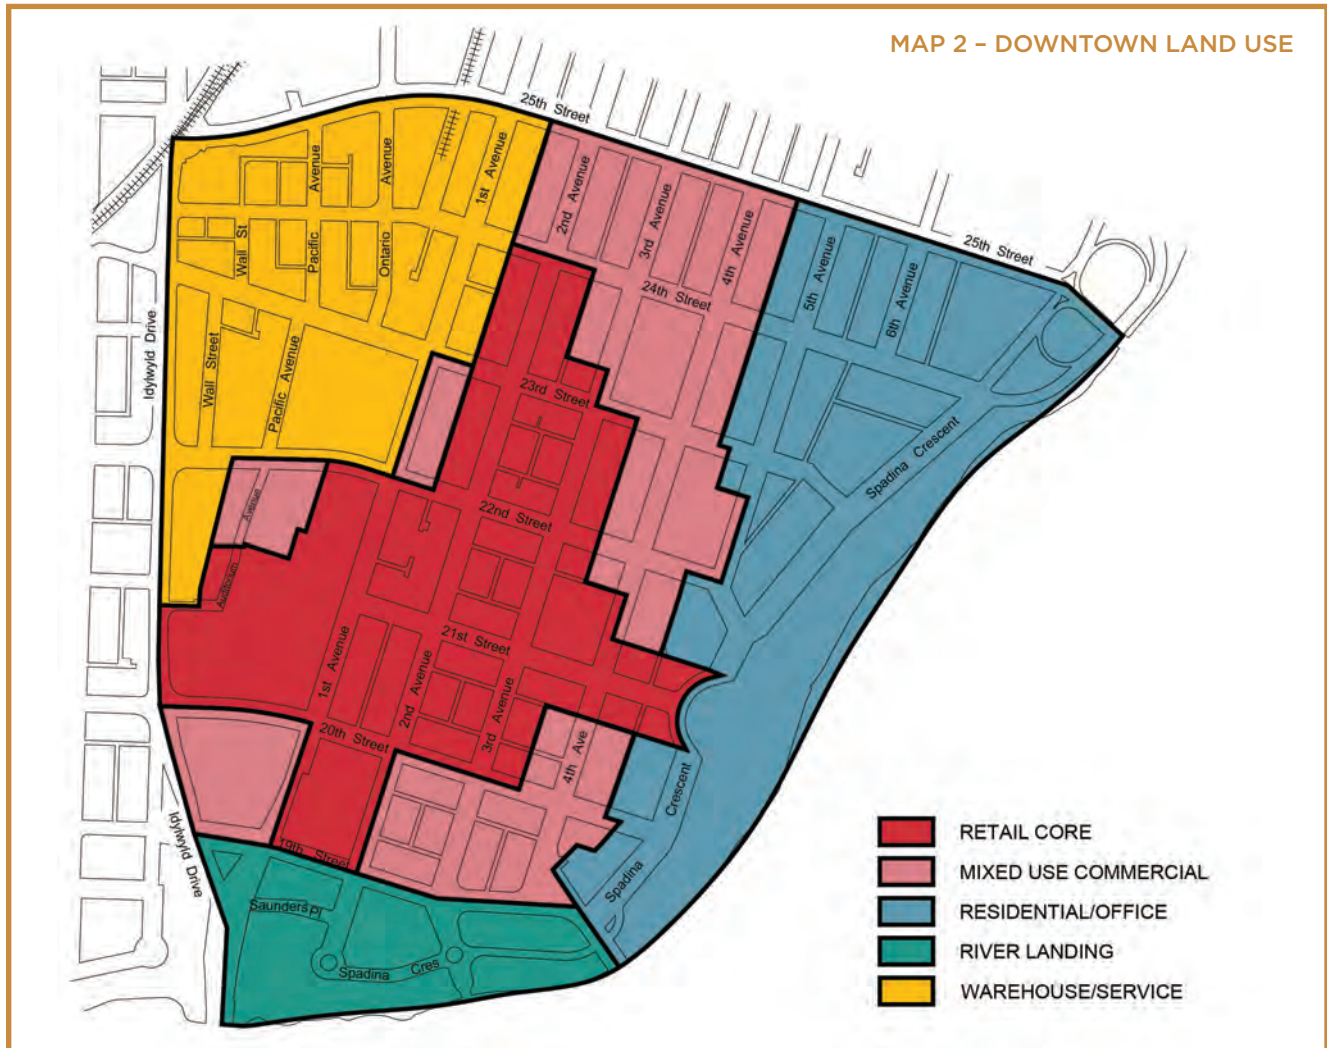 MAP 2 – DOWNTOWN LAND USE
25th Street
1st Avenue
Avenue
Avenue
2nd Avenue
3rd Avenue
4th Avenue
25th Street
Wall St
Pacific
Ontario
5th Avenue
6th Avenue
24th Street
Idylwyld Drive
Wall Street
Pacific Avenue
23rd Street
Spadina Crescent
Avenue
22nd Street
Auditorium
21st Street
1st Avenue
2nd Avenue
3rd Avenue
20th Street
4th Ave
Crescent
Idylwyld Drive
19th Street
Spadina
Saunders Pl
Spadina Cres
RETAIL CORE
MIXED USE COMMERCIAL
RESIDENTIAL/OFFICE
RIVER LANDING
WAREHOUSE/SERVICE